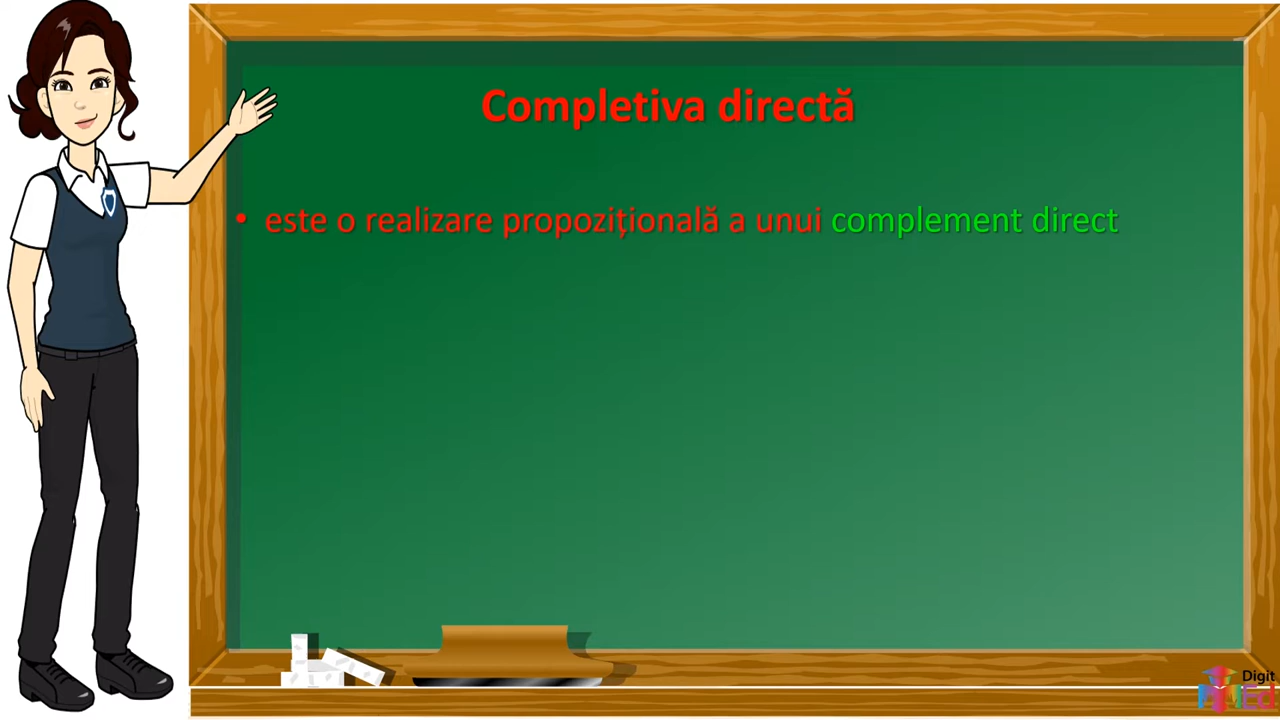 Completiva directă
• este o realizare propozițională a unui complement direct
Digit
Ed